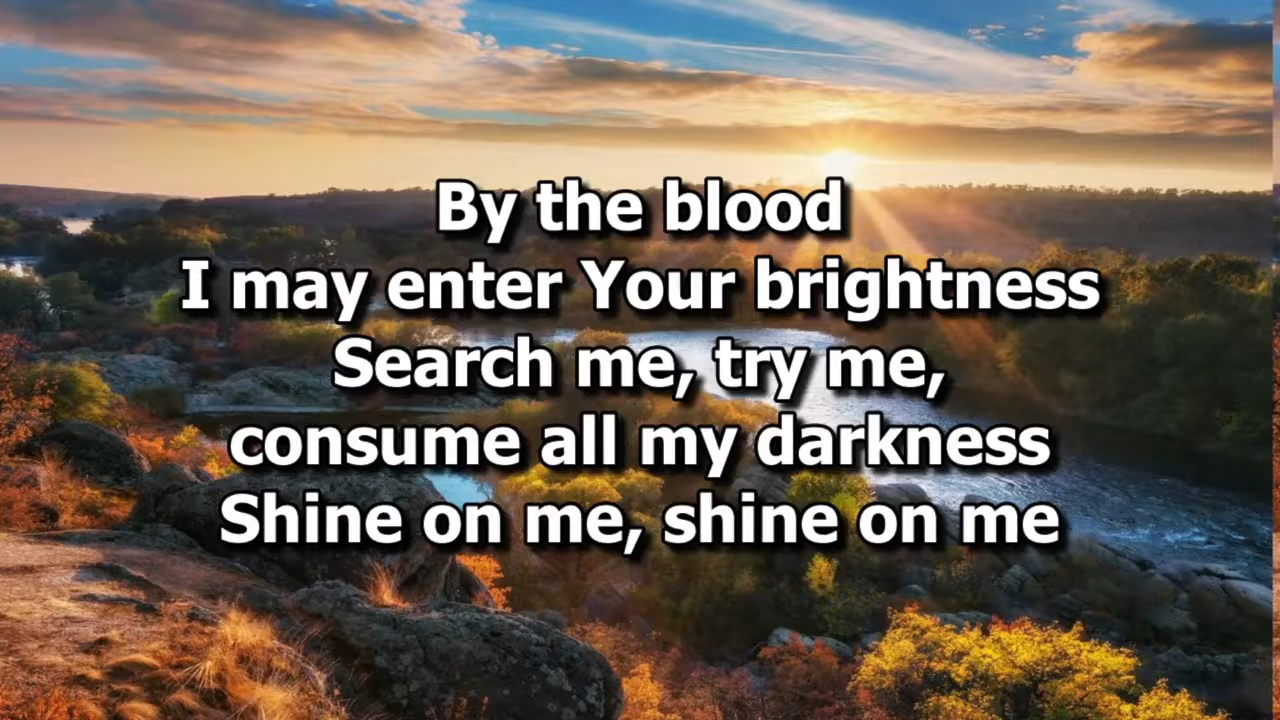 By the blood
I may enter Your brightness
Search me, try me,
consume all my darkness
Shine on me, shine on me